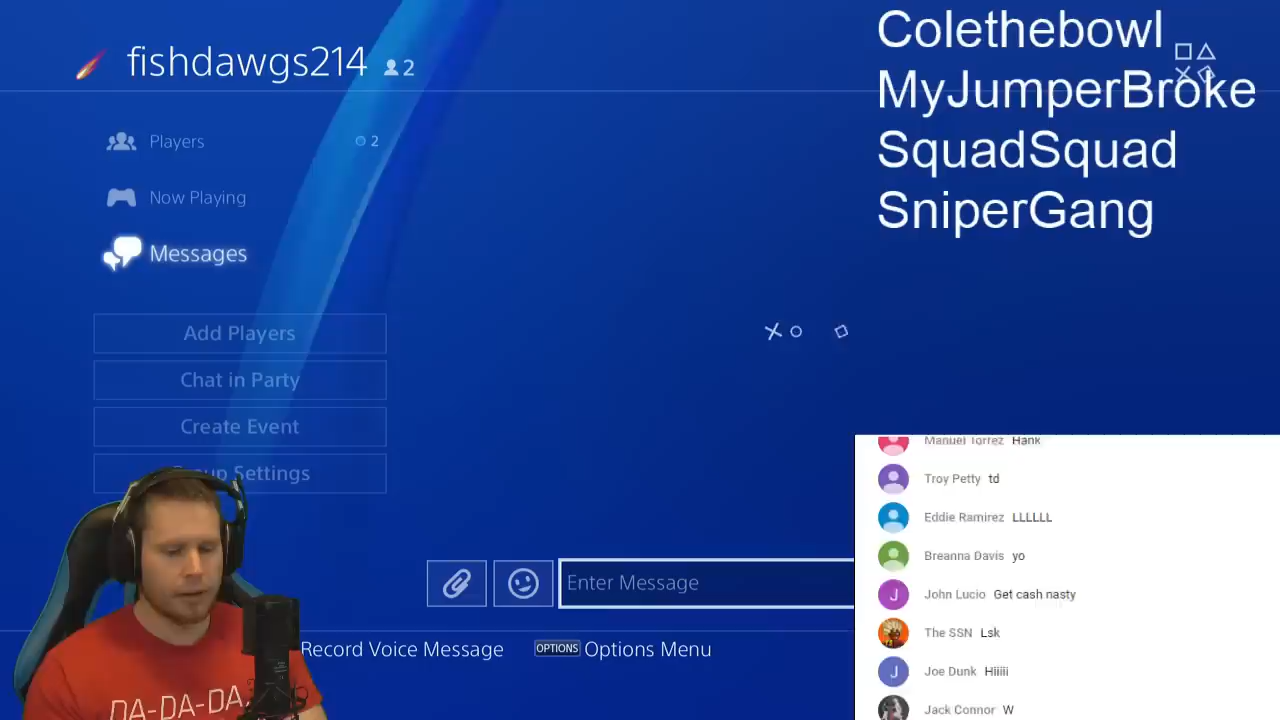 fishdawgs214
2
Players
2
Now Playing
Messages
Add Players
Chat in Party
Create Event
Settings
Enter Message
Record Voice Message
OPTIONS Options Menu
Colethebowl
MyJumperBroke
SquadSquad
SniperGang
Manuel Torrez Hank
Troy Petty td
Eddie Ramirez LLLLLL
Breanna Davis yo
J John Lucio Get cash nasty
The SSN Lsk
J Joe Dunk Hiiiii
Jack Connor W
DA-DA-DA,